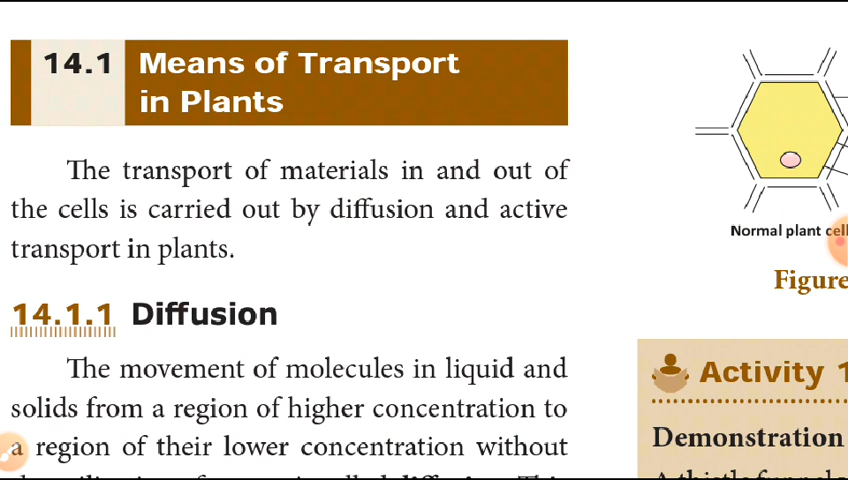 14.1 Means of Transport
in Plants
The transport of materials in and out of
the cells is carried out by diffusion and active
transport in plants.
14.1.1 Diffusion
The movement of molecules in liquid and
solids from a region of higher concentration to
a region of their lower concentration without
Normal plant cell
Figure
Activity 1
Demonstration
A thistle funnel